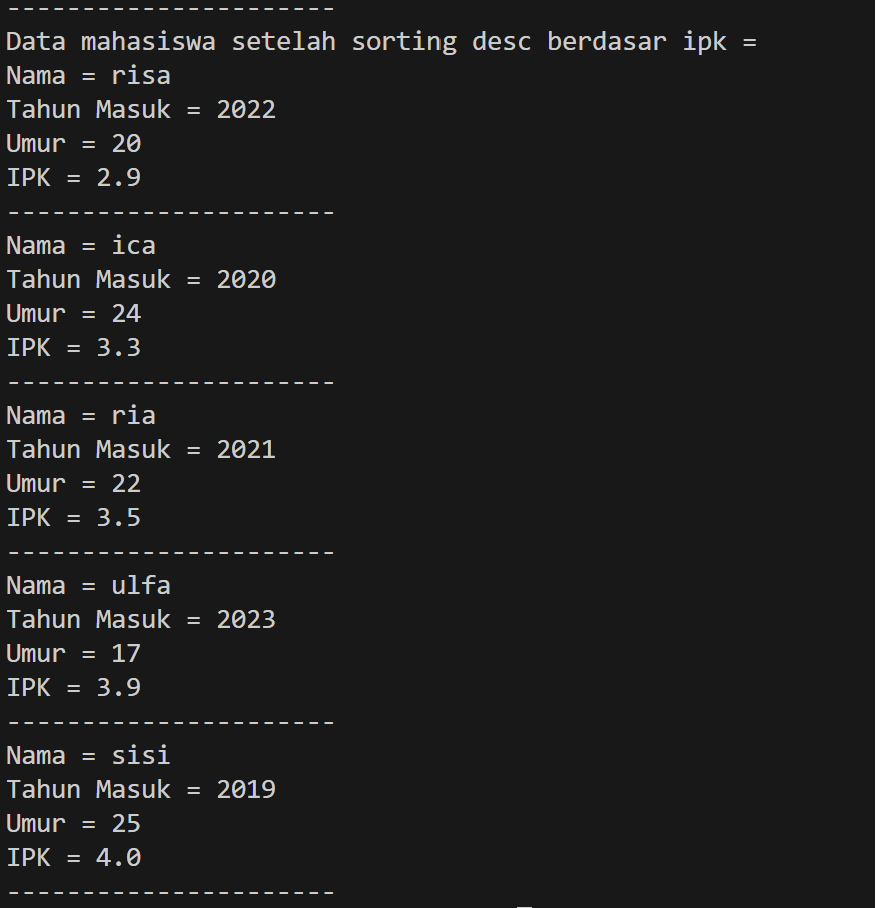 ----------------------
Data mahasiswa setelah sorting desc berdasar ipk =
Nama = risa
Tahun Masuk = 2022
Umur = 20
IPK = 2.9
----------------------
Nama = ica
Tahun Masuk = 2020
Umur = 24
IPK = 3.3
----------------------
Nama = ria
Tahun Masuk = 2021
Umur = 22
IPK = 3.5
----------------------
Nama = ulfa
Tahun Masuk = 2023
Umur = 17
IPK = 3.9
----------------------
Nama = sisi
Tahun Masuk = 2019
Umur = 25
IPK = 4.0
----------------------